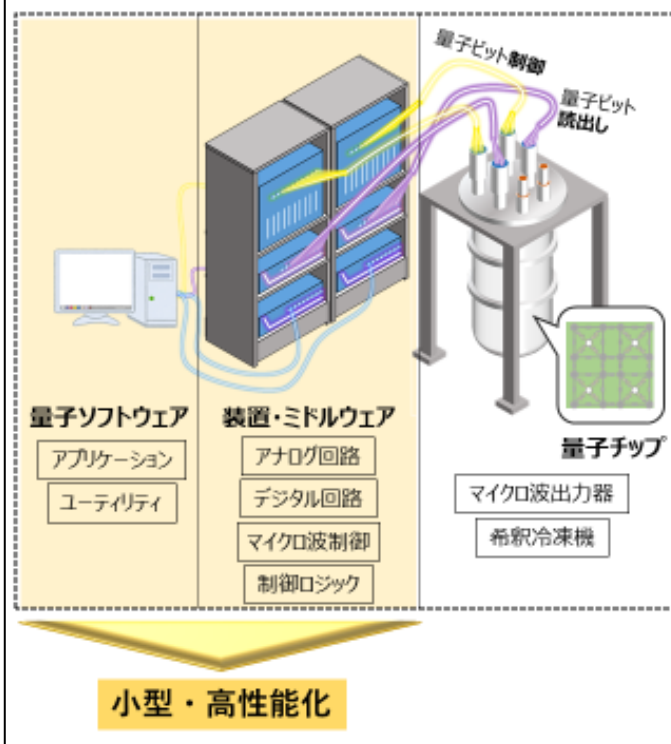 量子ビット制御
量子ビット
読出し
量子ソフトウェア
アプリケーション
ユーティリティ
装置・ミドルウェア
アナログ回路
デジタル回路
マイクロ波制御
制御ロジック
量子チップ
マイクロ波出力器
希釈冷凍機
小型・高性能化